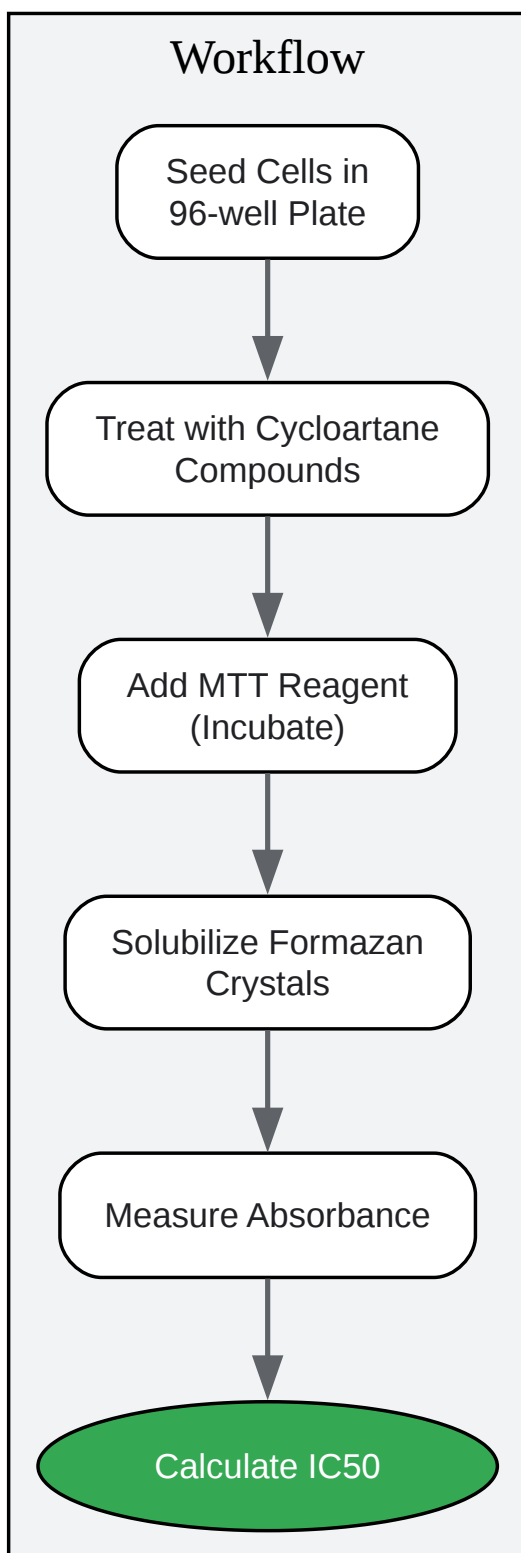 Workflow
Seed Cells in
96-well Plate
Treat with Cycloartane
Compounds
Add MTT Reagent
(Incubate)
Solubilize Formazan
Crystals
Measure Absorbance
Calculate IC50